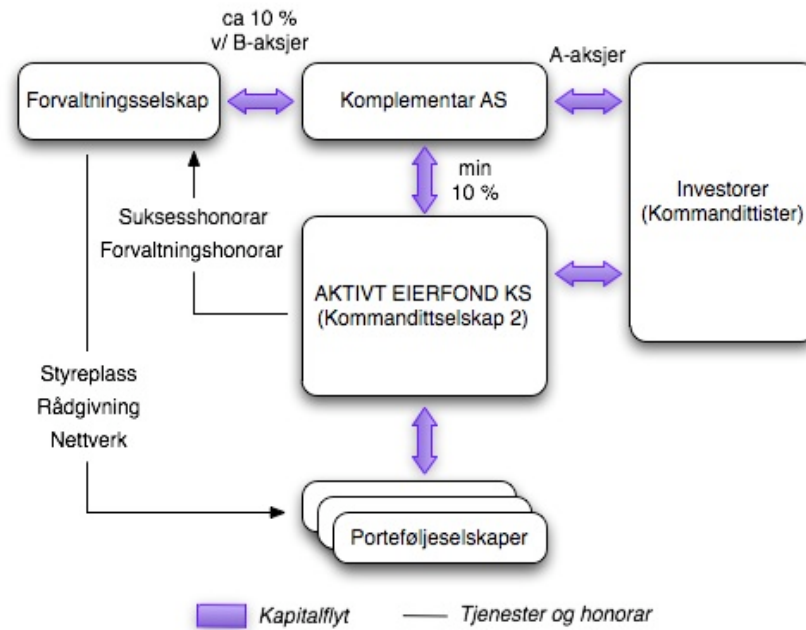 ca 10 %
v/ B-aksjer
A-aksjer
Forvaltningsselskap
Komplementar AS
min
10 %
Investorer
(Kommandittister)
Suksesshonorar
Forvaltningshonorar
AKTIVT EIERFOND KS
(Kommandittselskap 2)
Styreplass
Rådgivning
Nettverk
Porteføljeselskaper
Kapitalflyt
Tjenester og honorar